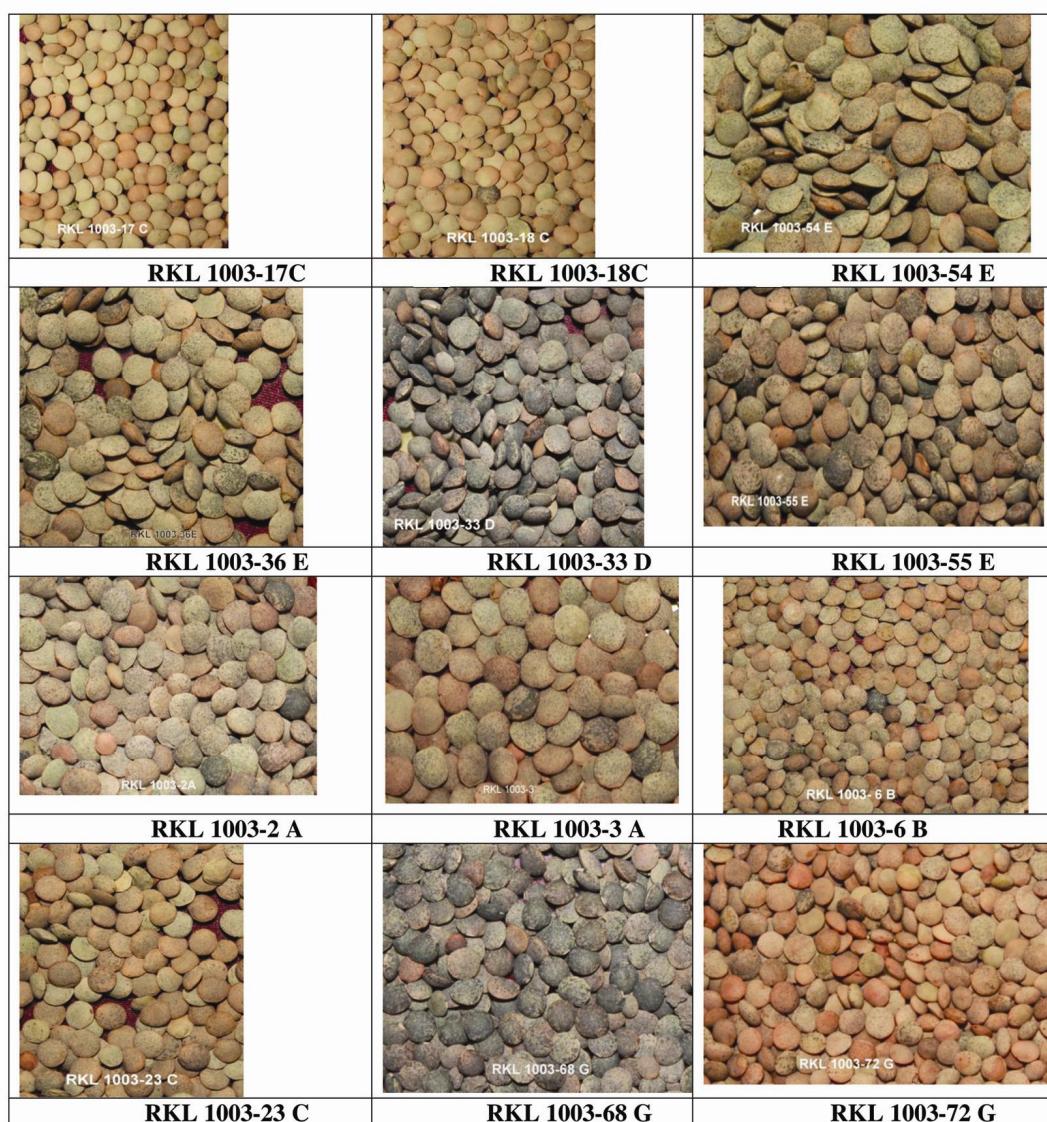 RKL 1003-17 C
RKL 1003-18 C
RKL 1003-54 E
RKL 1003-17C
RKL 1003-18C
RKL 1003-54 E
RKL 1003-36E
RKL 1003-33 D
RKL 1003-55 E
RKL 1003-36 E
RKL 1003-33 D
RKL 1003-55 E
RKL 1003-2A
RKL 1003-3
RKL 1003- 6 B
RKL 1003-2 A
RKL 1003-3 A
RKL 1003-6 B
RKL 1003-23 C
RKL 1003-68 G
RKL 1003-72 G
RKL 1003-23 C
RKL 1003-68 G
RKL 1003-72 G